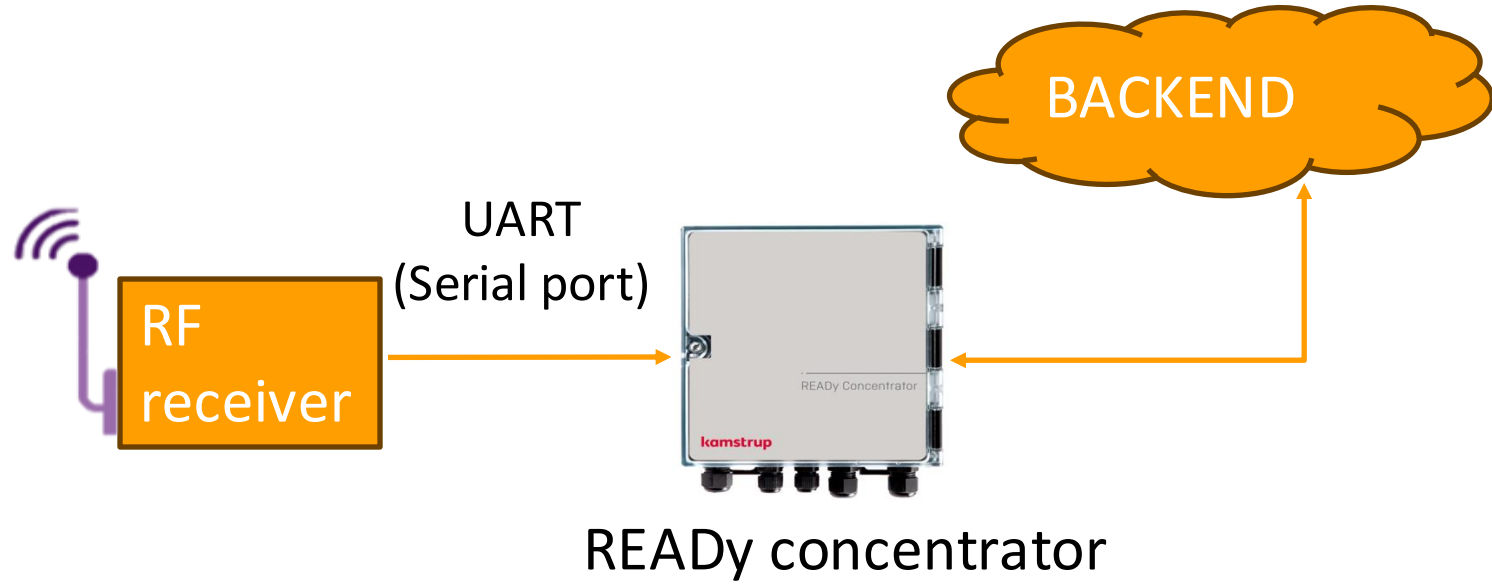 BACKEND
UART
(Serial port)
RF
receiver
READy Concentrator
kamstrup
READy concentrator